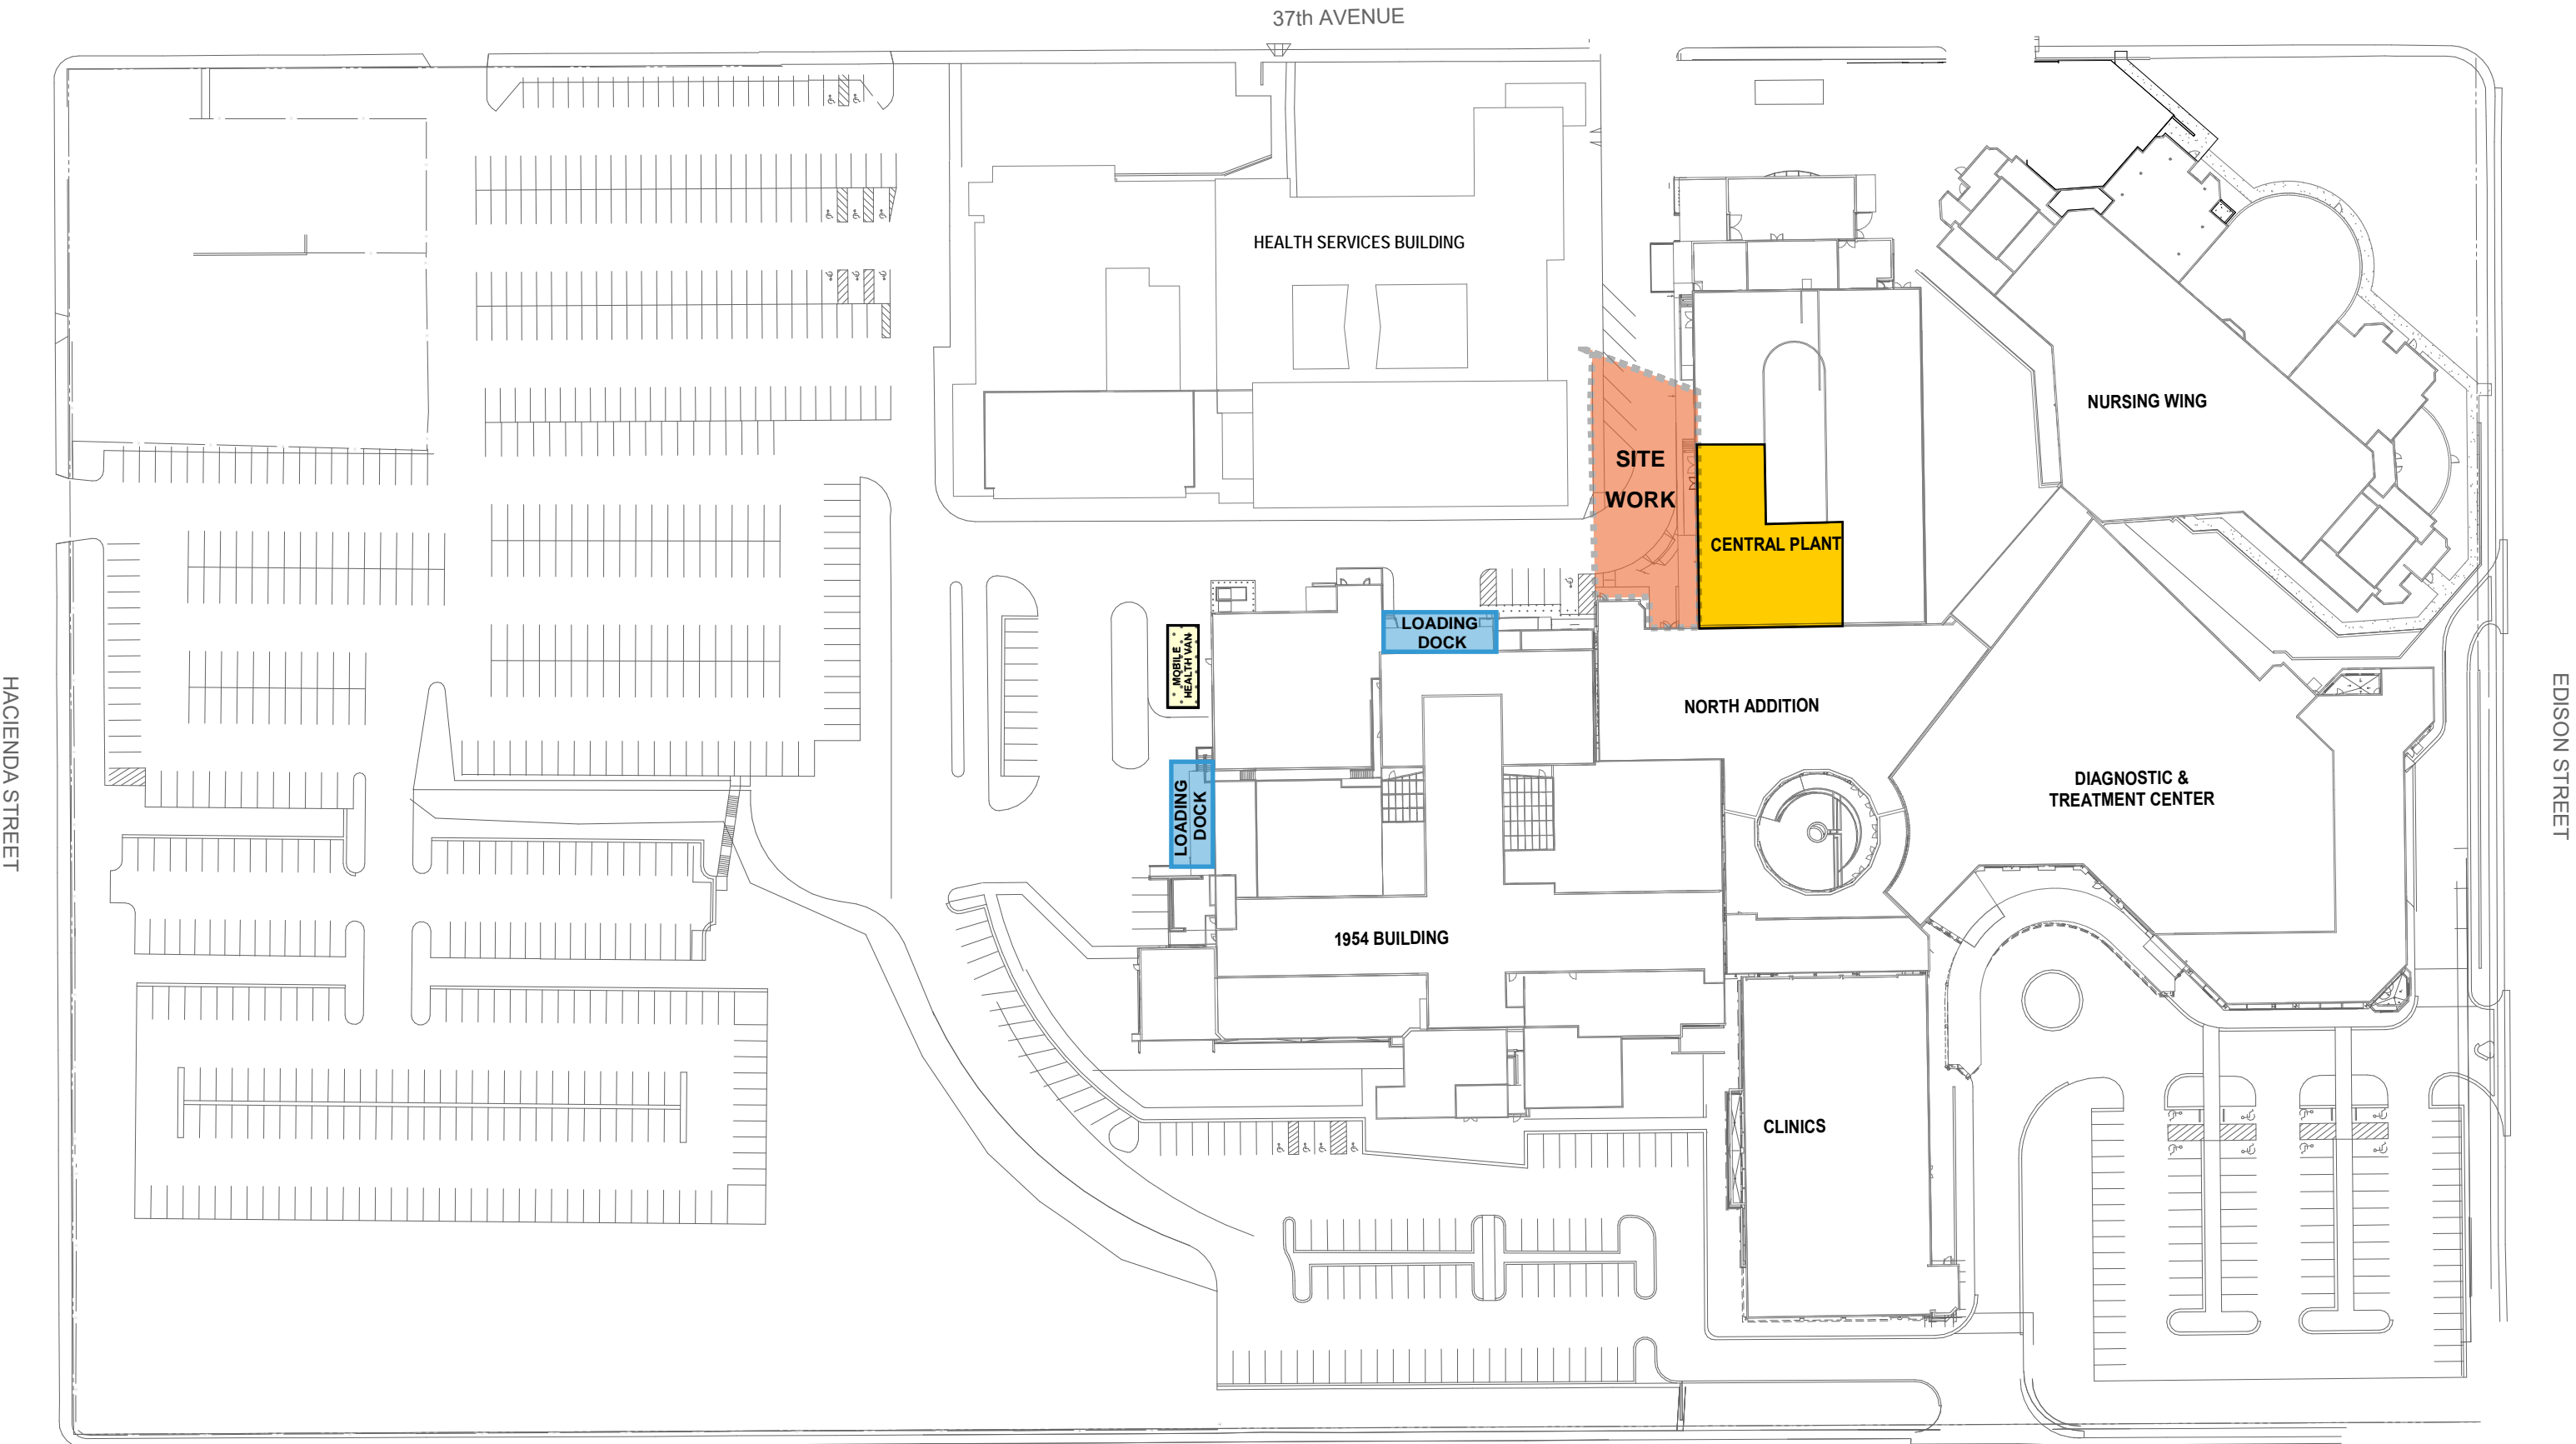 37th AVENUE
HEALTH SERVICES BUILDING
NURSING WING
SITE
WORK
CENTRAL PLANT
LOADING
DOCK
MOBILE
HEALTH VAN
HACIENDA STREET
EDISON STREET
NORTH ADDITION
LOADING
DOCK
DIAGNOSTIC &
TREATMENT CENTER
1954 BUILDING
CLINICS